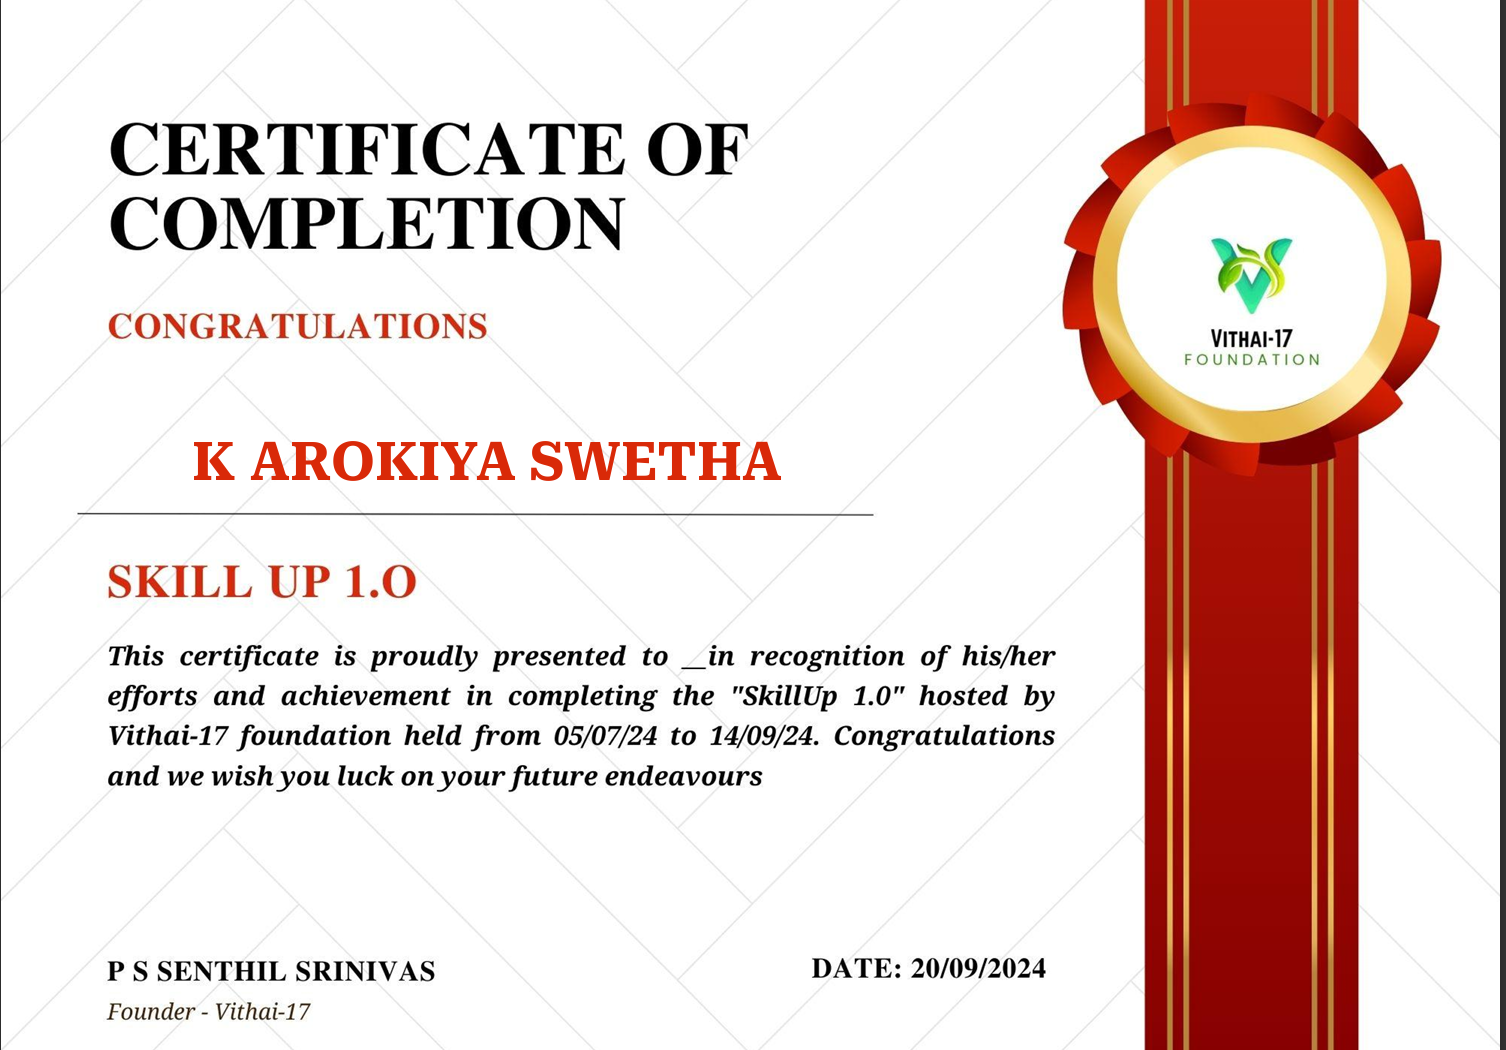 CERTIFICATE OF
COMPLETION
CONGRATULATIONS
VITHAI-17
FOUNDATION
K AROKIYA SWETHA
SKILL UP 1.O
This certificate is proudly presented to __in recognition of his/her
efforts and achievement in completing the "SkillUp 1.0" hosted by
Vithai-17 foundation held from 05/07/24 to 14/09/24. Congratulations
and we wish you luck on your future endeavours
P S SENTHIL SRINIVAS
Founder - Vithai-17
DATE: 20/09/2024